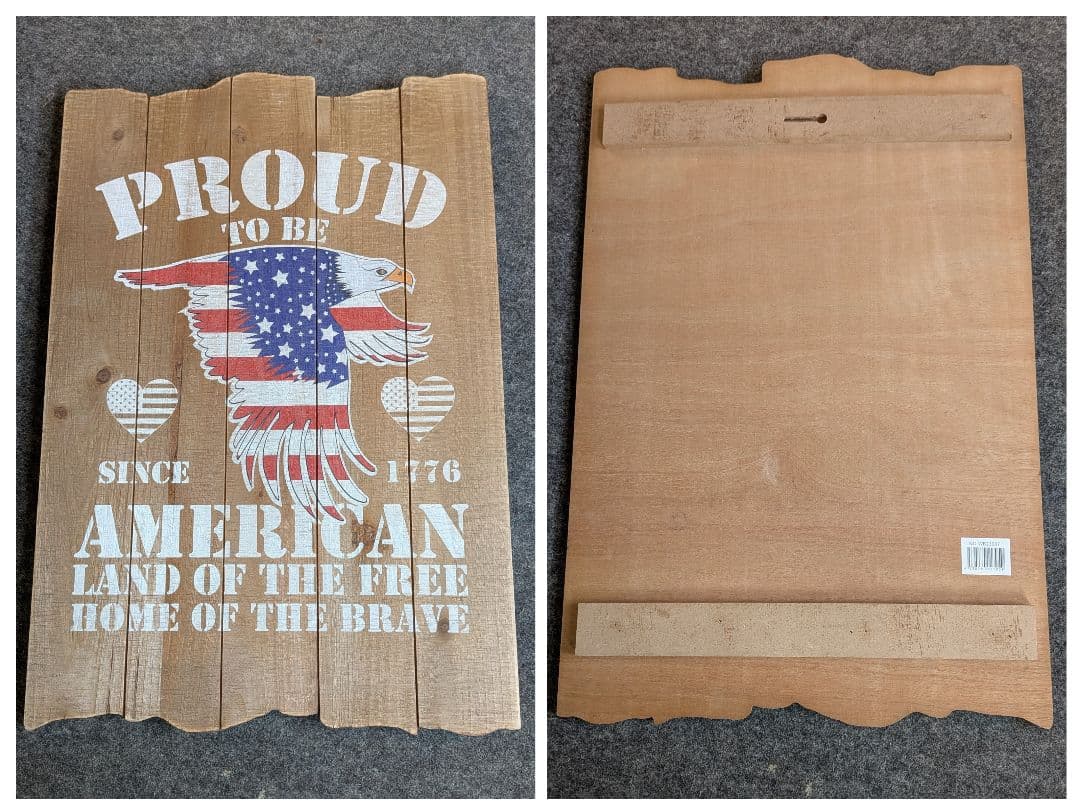 PROUD
TO BE
SINCE 1776
AMERICAN
LAND OF THE FREE
HOME OF THE BRAVE